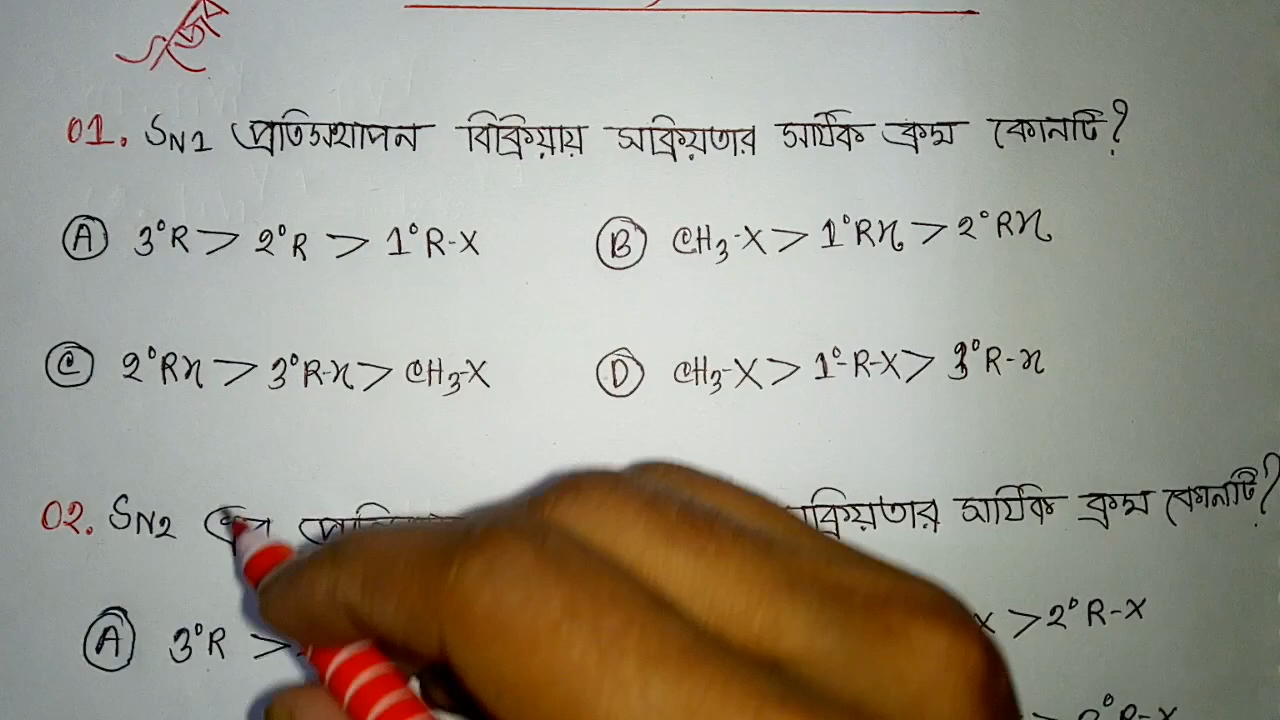 01. SN1 প্রতিস্থাপন বিক্রিয়ায় সক্রিয়তার সঠিক ক্রম কোনটি?
(A) 3°R > 2°R > 1°R-X (B) CH3-X > 1°Rx > 2°Rx
(C) 2°Rx > 3°R-x > CH3-X (D) CH3-X > 1°-R-X > 3°R-x
02. SN2 ক্রিয়তার সঠিক ক্রম কোনটি?
(A) 3°R > x > 2°R-X